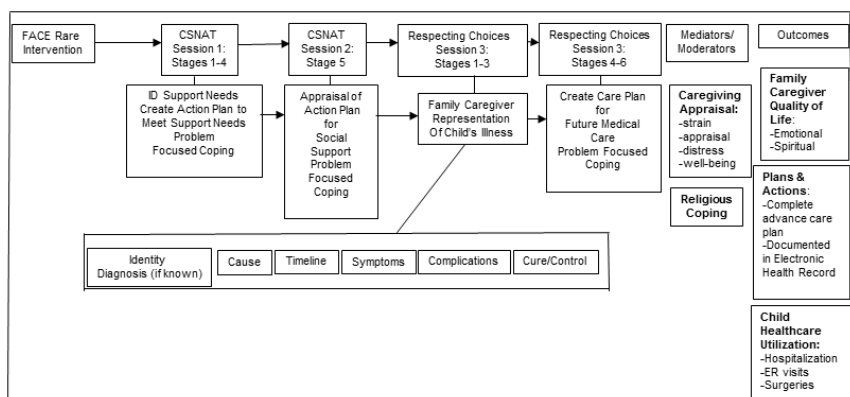 FACE Rare
Intervention
CSNAT
Session 1:
Stages 1-4
CSNAT
Session 2:
Stage 5
Respecting Choices
Session 3:
Stages 1-3
Respecting Choices
Session 3:
Stages 4-6
Mediators/
Moderators
Outcomes
ID Support Needs
Create Action Plan to
Meet Support Needs
Problem
Focused Coping
Appraisal of
Action Plan
for
Social
Support
Problem
Focused
Coping
Family Caregiver
Representation
Of Child's Illness
Create Care Plan
for
Future Medical
Care
Problem Focused
Coping
Caregiving
Appraisal:
-strain
-appraisal
-distress
-well-being
Religious
Coping
Family
Caregiver
Quality of
Life:
-Emotional
-Spiritual
Plans &
Actions:
-Complete
advance care
plan
-Documented
in Electronic
Health Record
Child
Healthcare
Utilization:
-Hospitalization
-ER visits
-Surgeries
Identity
Diagnosis (if known)
Cause
Timeline
Symptoms
Complications
Cure/Control